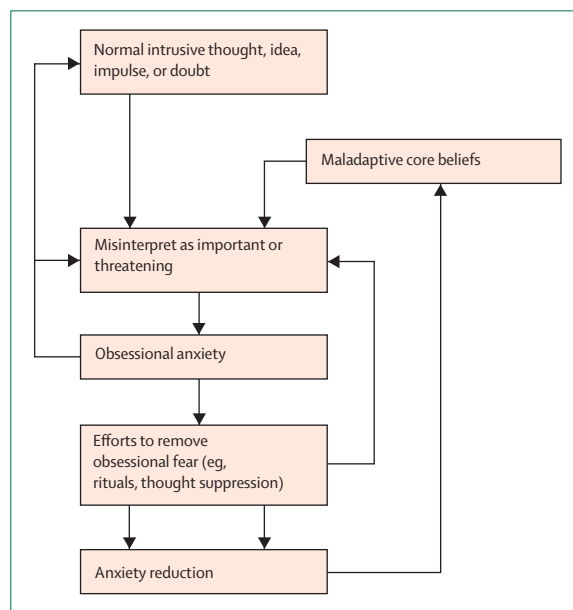 Normal intrusive thought, idea,
impulse, or doubt
Maladaptive core beliefs
Misinterpret as important or
threatening
Obsessional anxiety
Efforts to remove
obsessional fear (eg,
rituals, thought suppression)
Anxiety reduction